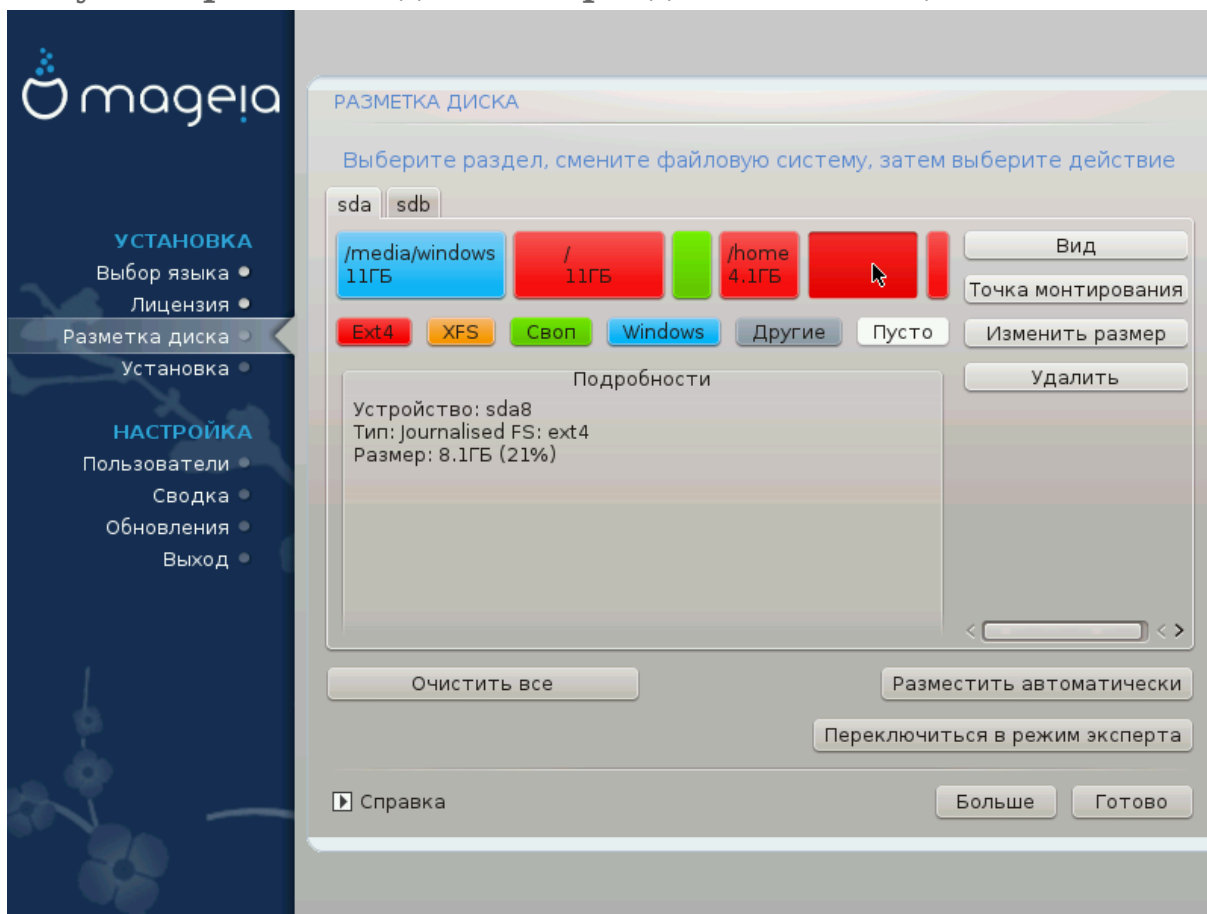 mageia
РАЗМЕТКА ДИСКА
Выберите раздел, смените файловую систему, затем выберите действие
sda sdb
/media/windows
11ГБ
/
11ГБ
/home
4.1ГБ
Вид
Точка монтирования
Изменить размер
Удалить
Ext4 XFS Своп Windows Другие Пусто
Подробности
Устройство: sda8
Тип: Journalised FS: ext4
Размер: 8.1ГБ (21%)
УСТАНОВКА
Выбор языка
Лицензия
Разметка диска
Установка
НАСТРОЙКА
Пользователи
Сводка
Обновления
Выход
Очистить все
Разместить автоматически
Переключиться в режим эксперта
Справка
Больше
Готово